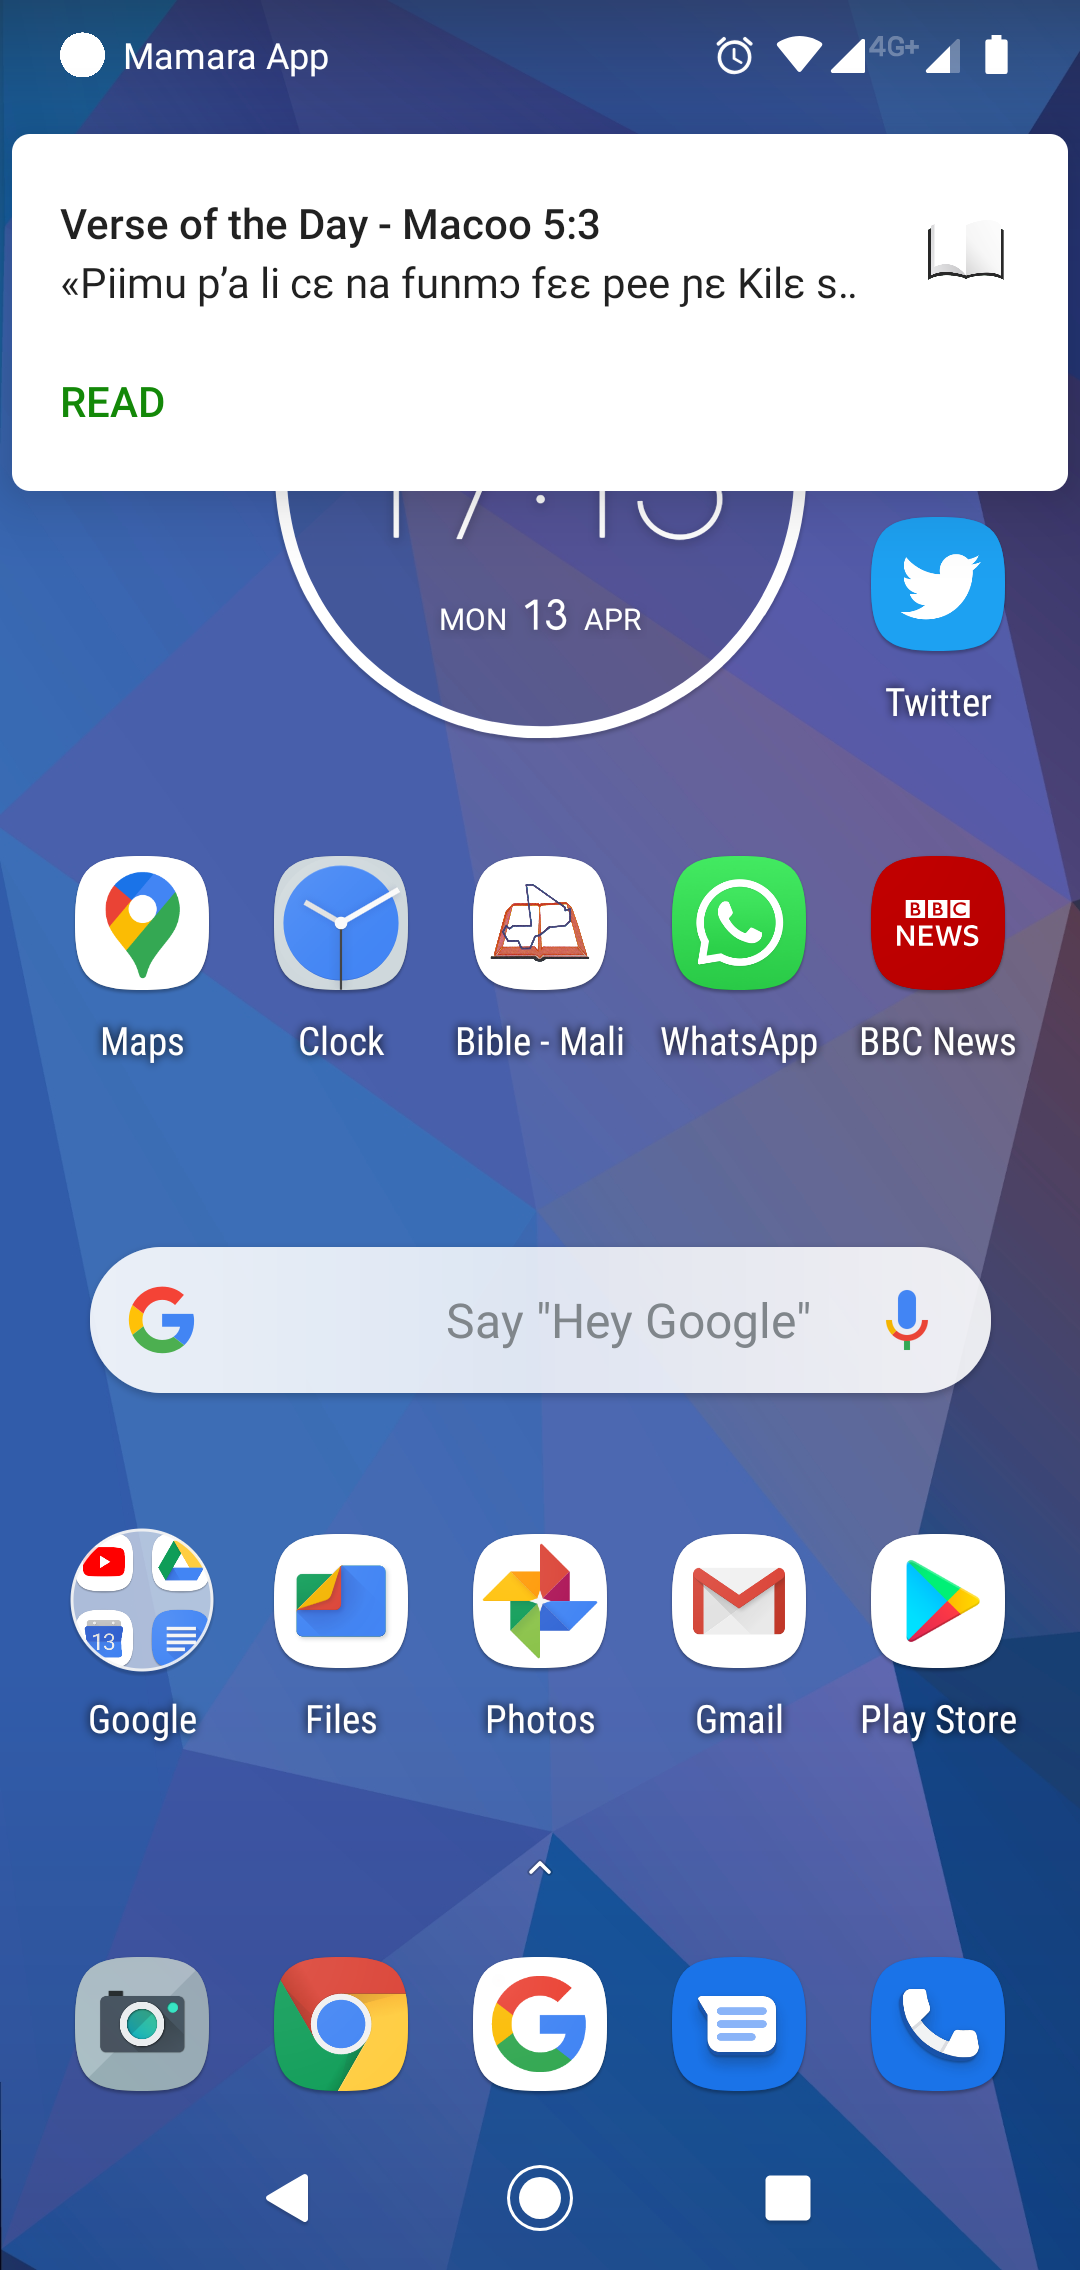 Mamara App
4G+
Verse of the Day - Macoo 5:3
«Piimu p’a li cɛ na funmɔ fɛɛ pee ɲɛ Kilɛ s..
READ
MON 13 APR
Twitter
BBC
NEWS
Maps
Clock
Bible - Mali
WhatsApp
BBC News
Say "Hey Google"
13
Google
Files
Photos
Gmail
Play Store